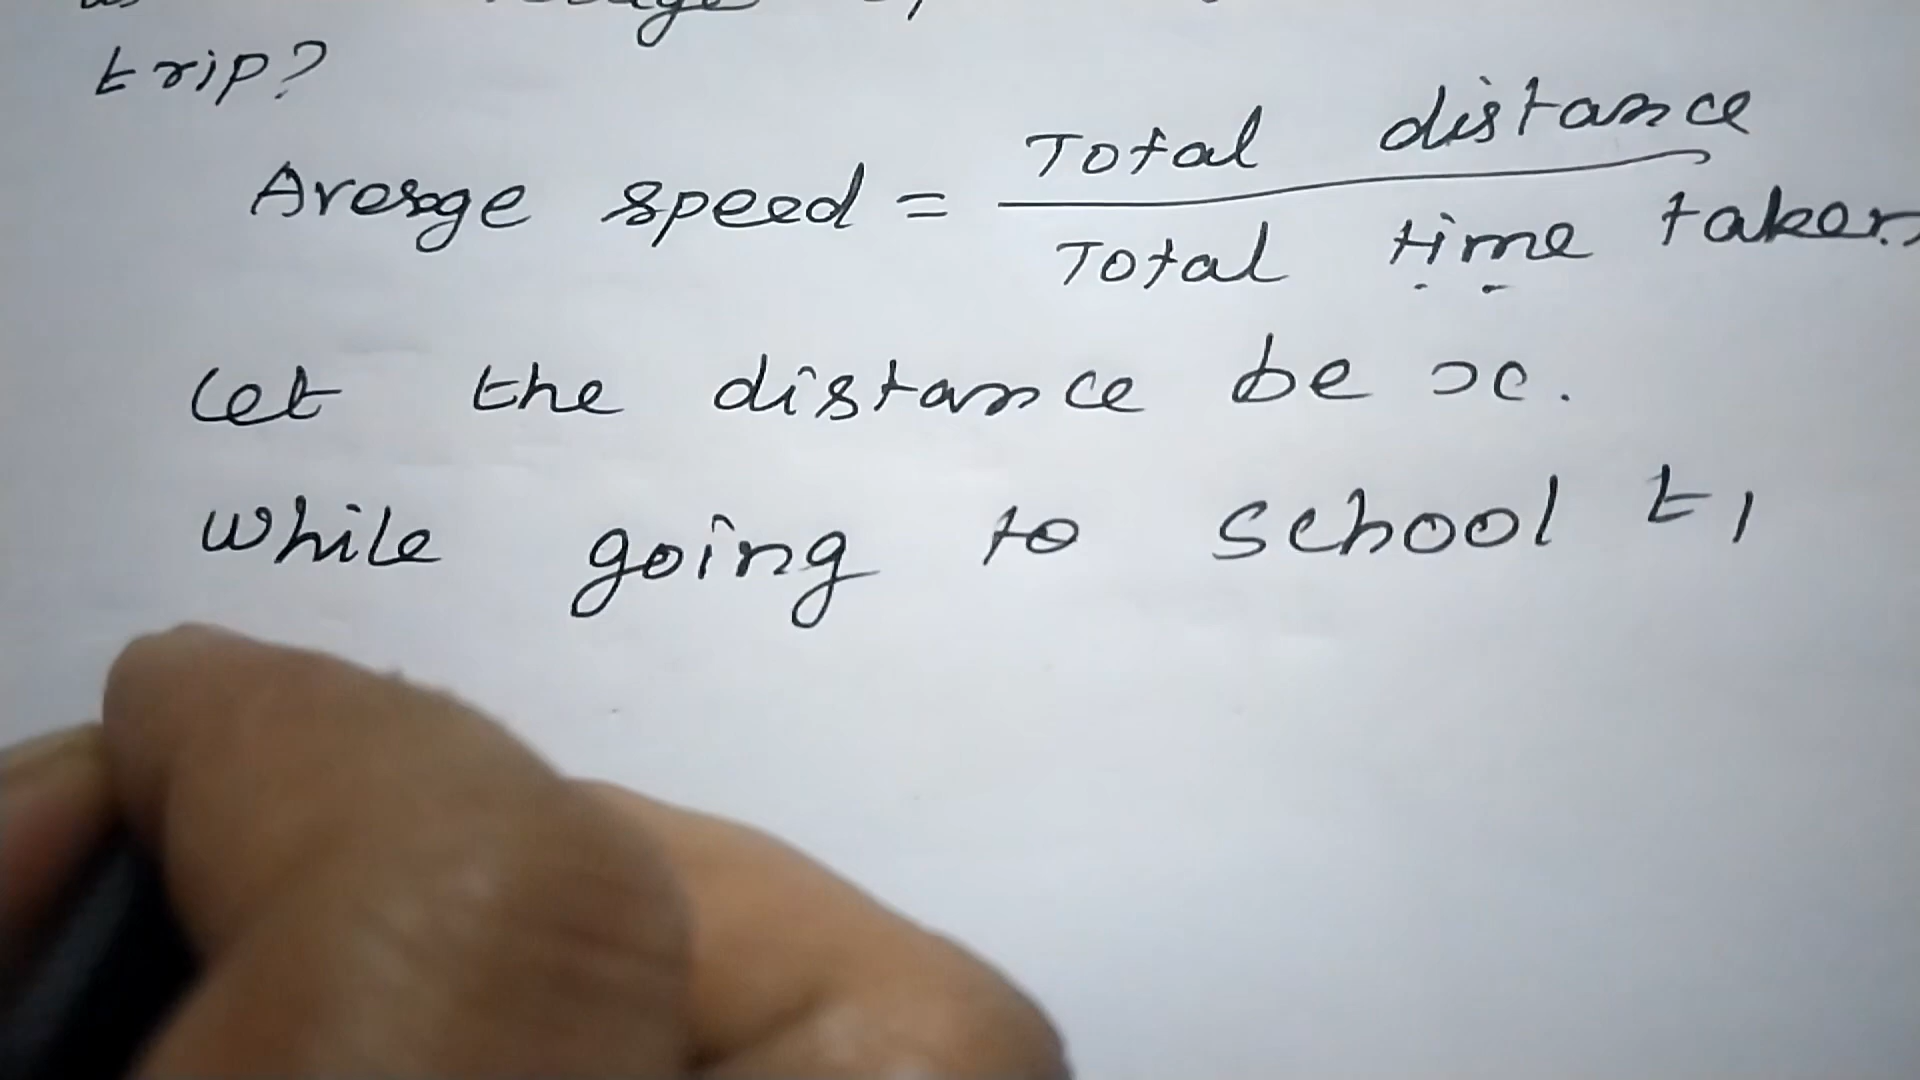 trip?
Average speed = Total distance
Total time taken
Let the distance be x.
While going to school t1